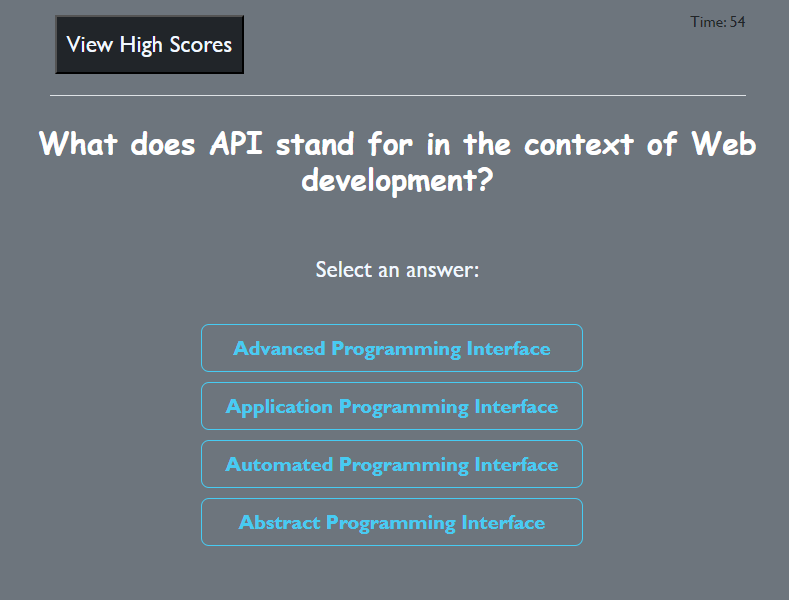 View High Scores
Time: 54
What does API stand for in the context of Web
development?
Select an answer:
Advanced Programming Interface
Application Programming Interface
Automated Programming Interface
Abstract Programming Interface